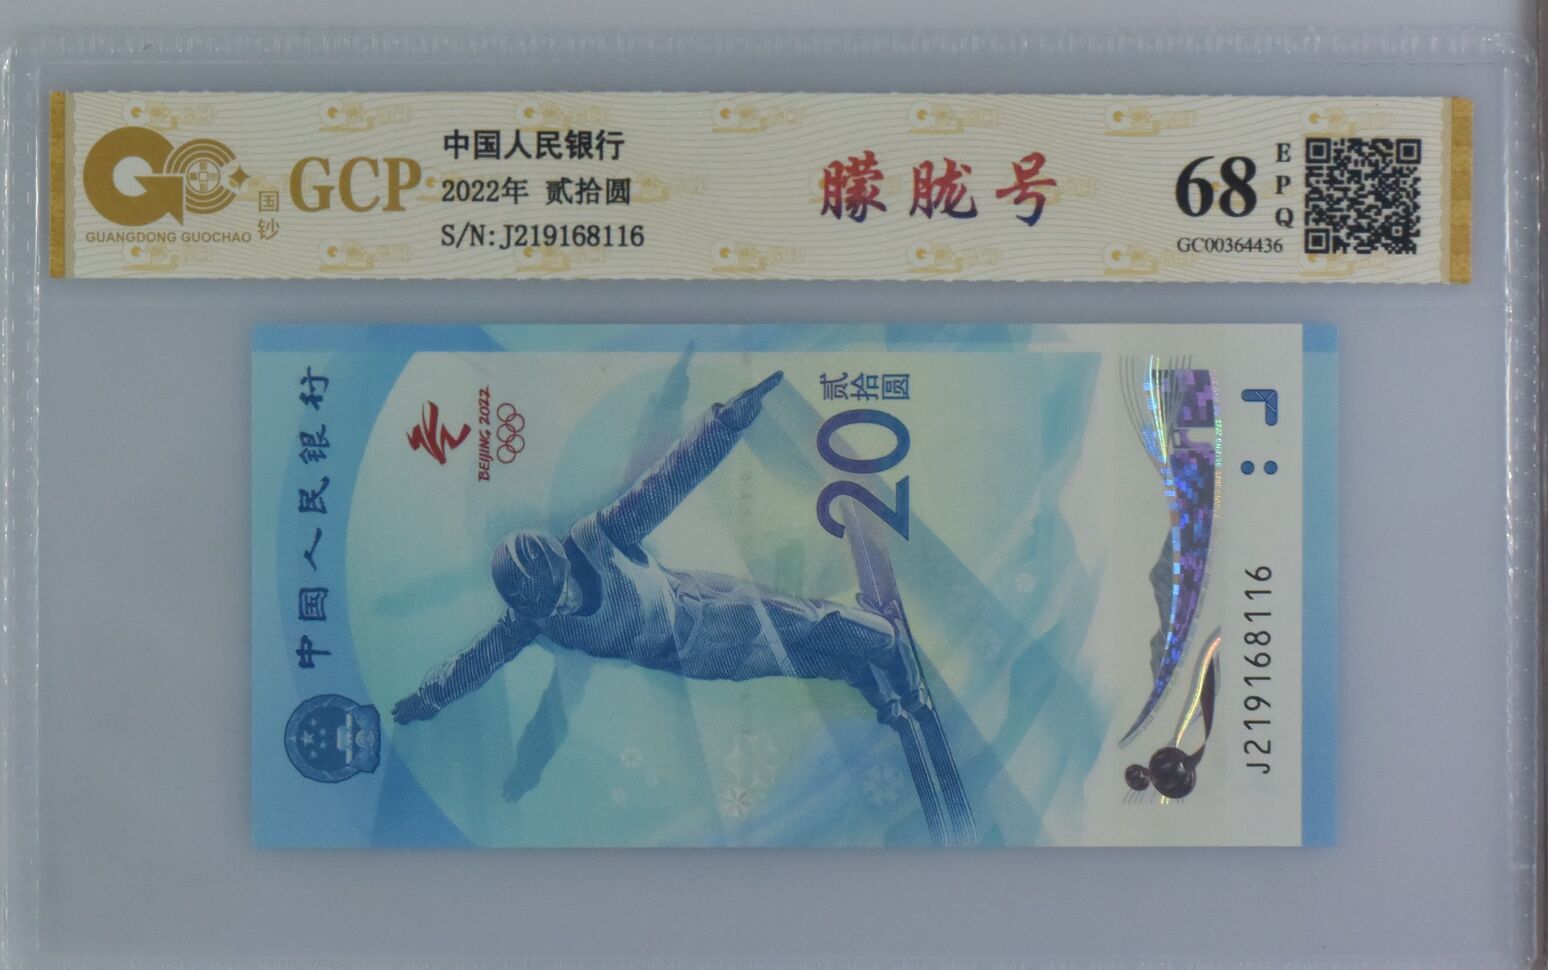 GCP
国钞
GUANGDONG GUOCHAO
中国人民银行
2022年 贰拾圆
S/N:J219168116
朦胧号
68
EPQ
GC00364436
中国人民银行
BEIJING 2022
贰拾圆
20
J219168116